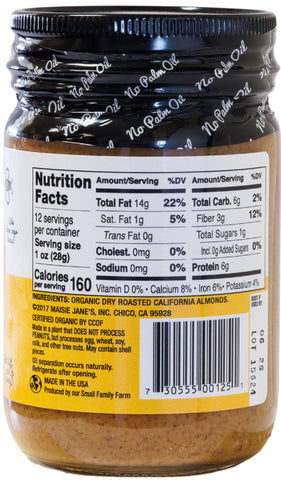 No Palm Oil No Palm Oil No Palm Oil No Palm Oil
Nutrition Facts
12 servings
per container
Serving size
1 oz (28g)
Calories
per serving 160
Amount/Serving %DV
Total Fat 14g 22%
Sat. Fat 1g 5%
Trans Fat 0g
Cholest. 0mg 0%
Sodium 0mg 0%
Amount/Serving %DV
Total Carb. 6g 2%
Fiber 3g 12%
Total Sugars 1g
Incl. 0g Added Sugars 0%
Protein 6g
Vitamin D 0% • Calcium 8% • Iron 6% • Potassium 4%
INGREDIENTS: ORGANIC DRY ROASTED CALIFORNIA ALMONDS.
©2017 MAISIE JANE'S, INC. CHICO, CA 95928
CERTIFIED ORGANIC BY CCOF
Made in a plant that DOES NOT PROCESS
PEANUTS, but processes egg, wheat, soy,
milk, and other tree nuts. May contain shell
pieces.
Oil separation occurs naturally.
Refrigerate after opening.
MADE IN THE USA
Produced by our Small Family Farm
7 30555 00125 1
LOT 15624